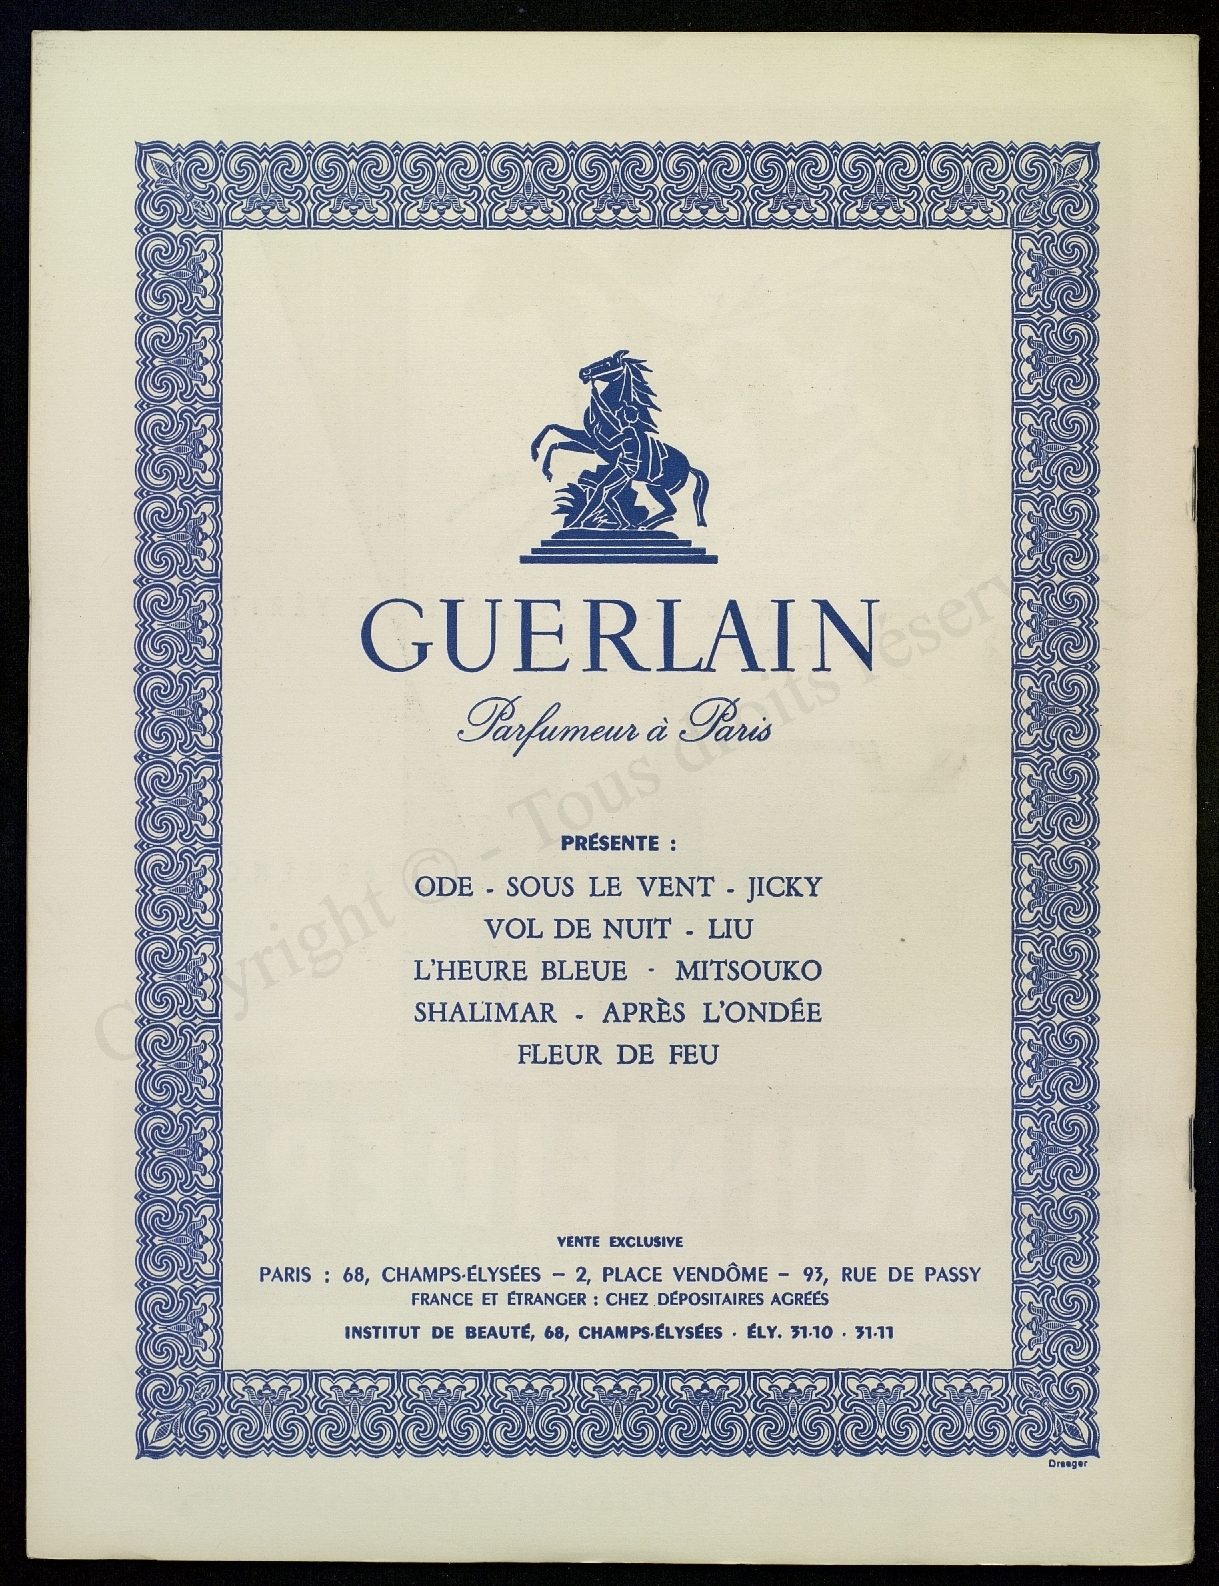 GUERLAIN
Parfumeur à Paris
PRÉSENTE :
ODE - SOUS LE VENT - JICKY
VOL DE NUIT - LIU
L'HEURE BLEUE - MITSOUKO
SHALIMAR - APRÈS L'ONDÉE
FLEUR DE FEU
VENTE EXCLUSIVE
PARIS : 68, CHAMPS-ÉLYSÉES – 2, PLACE VENDÔME – 93, RUE DE PASSY
FRANCE ET ÉTRANGER : CHEZ DÉPOSITAIRES AGRÉÉS
INSTITUT DE BEAUTÉ, 68, CHAMPS-ÉLYSÉES · ÉLY. 31-10 · 31-11
Draeger
Copyright © - Tous droits réservés